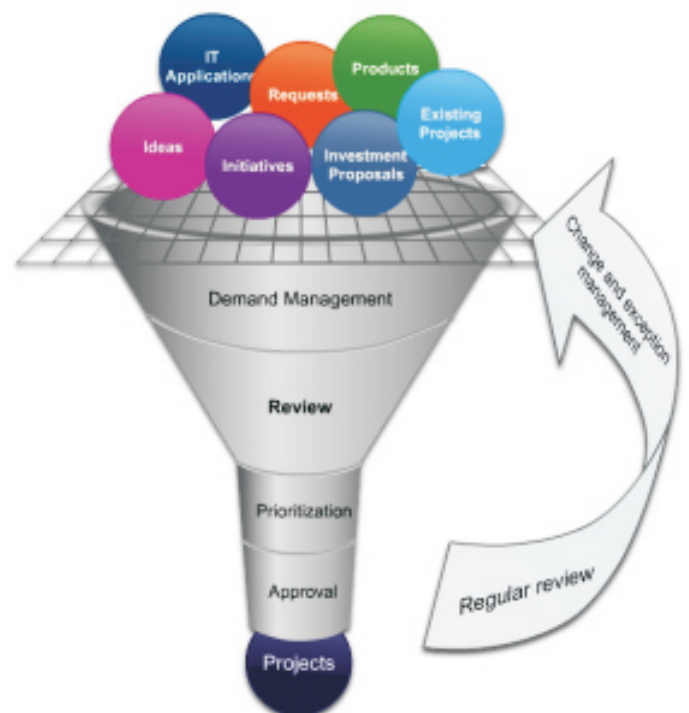 IT
Applications
Requests
Products
Existing
Projects
Ideas
Initiatives
Investment
Proposals
Demand Management
Review
Prioritization
Approval
Projects
Change and exception
management
Regular review